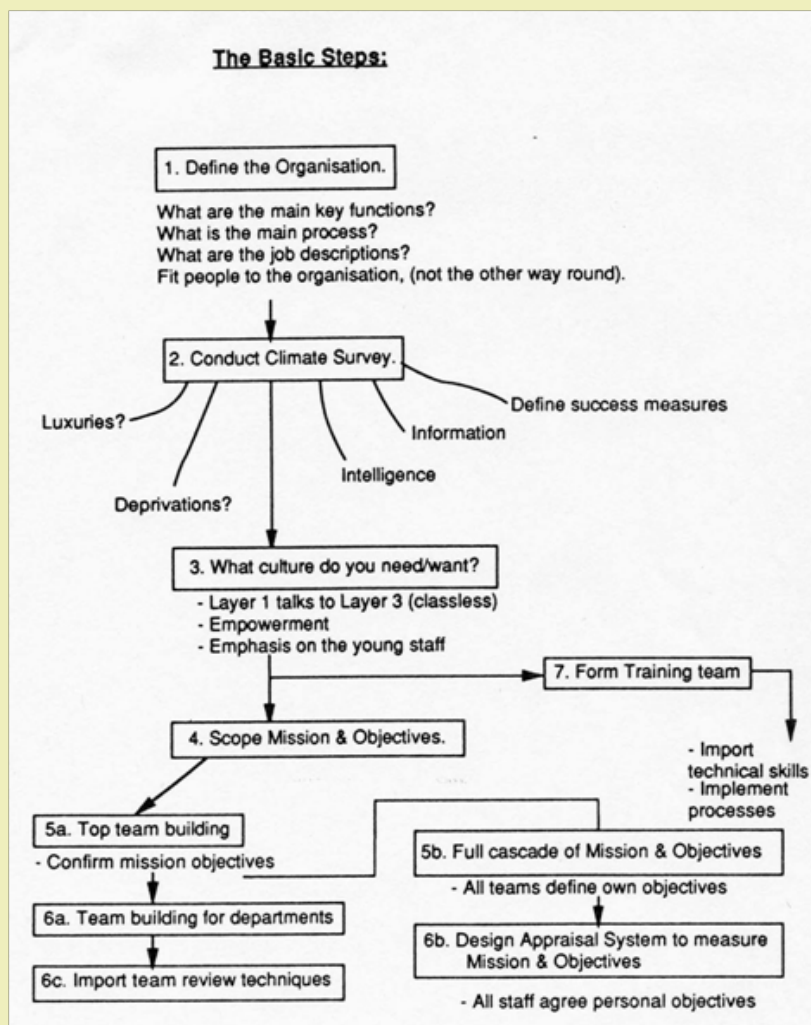 The Basic Steps:
1. Define the Organisation.
What are the main key functions?
What is the main process?
What are the job descriptions?
Fit people to the organisation, (not the other way round).
2. Conduct Climate Survey.
Luxuries?
Deprivations?
Intelligence
Information
Define success measures
3. What culture do you need/want?
- Layer 1 talks to Layer 3 (classless)
- Empowerment
- Emphasis on the young staff
7. Form Training team
- Import
technical skills
- Implement
processes
4. Scope Mission & Objectives.
5a. Top team building
- Confirm mission objectives
6a. Team building for departments
6c. Import team review techniques
5b. Full cascade of Mission & Objectives
- All teams define own objectives
6b. Design Appraisal System to measure
Mission & Objectives
- All staff agree personal objectives